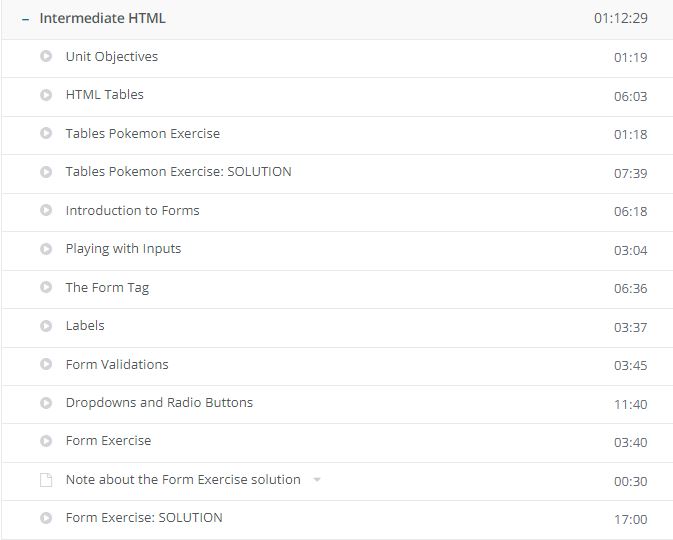 – Intermediate HTML 01:12:29
Unit Objectives 01:19
HTML Tables 06:03
Tables Pokemon Exercise 01:18
Tables Pokemon Exercise: SOLUTION 07:39
Introduction to Forms 06:18
Playing with Inputs 03:04
The Form Tag 06:36
Labels 03:37
Form Validations 03:45
Dropdowns and Radio Buttons 11:40
Form Exercise 03:40
Note about the Form Exercise solution 00:30
Form Exercise: SOLUTION 17:00